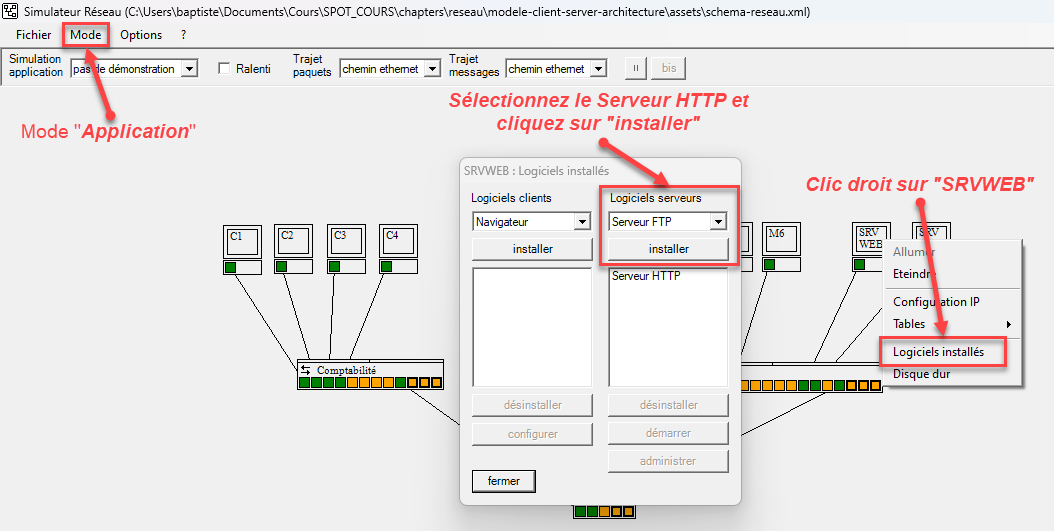 Simulateur Réseau (C:\Users\baptiste\Documents\Cours\SPOT_COURS\chapters\reseau\modele-client-server-architecture\assets\schema-reseau.xml)
Fichier Mode Options ?
Simulation application pas de démonstration Ralenti Trajet paquets chemin ethernet Trajet messages chemin ethernet bis
Mode "Application"
Sélectionnez le Serveur HTTP et
cliquez sur "installer"
Clic droit sur "SRVWEB"
SRVWEB : Logiciels installés
Logiciels clients
Navigateur
installer
désinstaller
configurer
fermer
Logiciels serveurs
Serveur FTP
installer
Serveur HTTP
désinstaller
démarrer
administrer
C1
C2
C3
C4
M6
SRV
WEB
SRV
Comptabilité
Allumer
Eteindre
Configuration IP
Tables
Logiciels installés
Disque dur